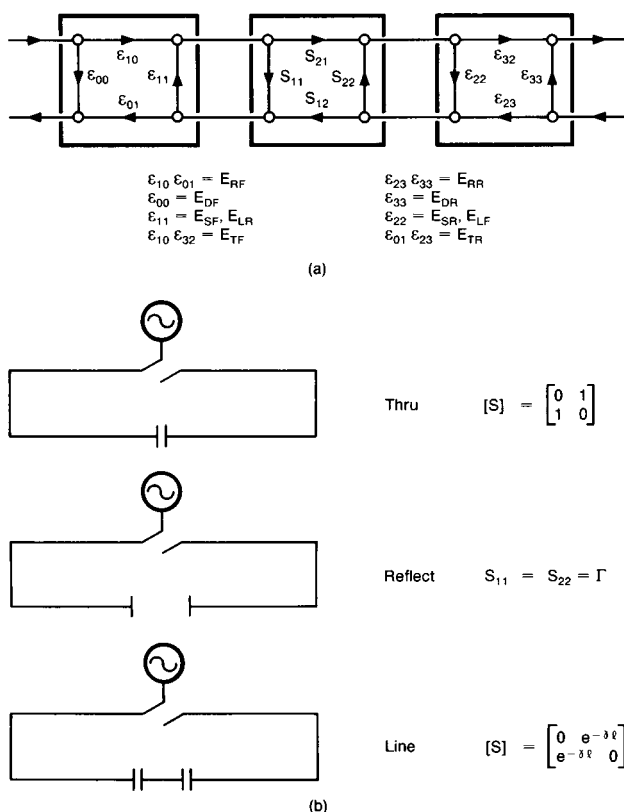 ε10 ε11 S21 S22 ε32 ε33
ε00 ε01 S11 S12 ε22 ε23
ε10 ε01 = ERF
ε00 = EDF
ε11 = ESF, ELR
ε10 ε32 = ETF
ε23 ε33 = ERR
ε33 = EDR
ε22 = ESR, ELF
ε01 ε23 = ETR
(a)
Thru [S] = [0 1
1 0]
Reflect S11 = S22 = Γ
Line [S] = [0 e^-γℓ
e^-γℓ 0]
(b)